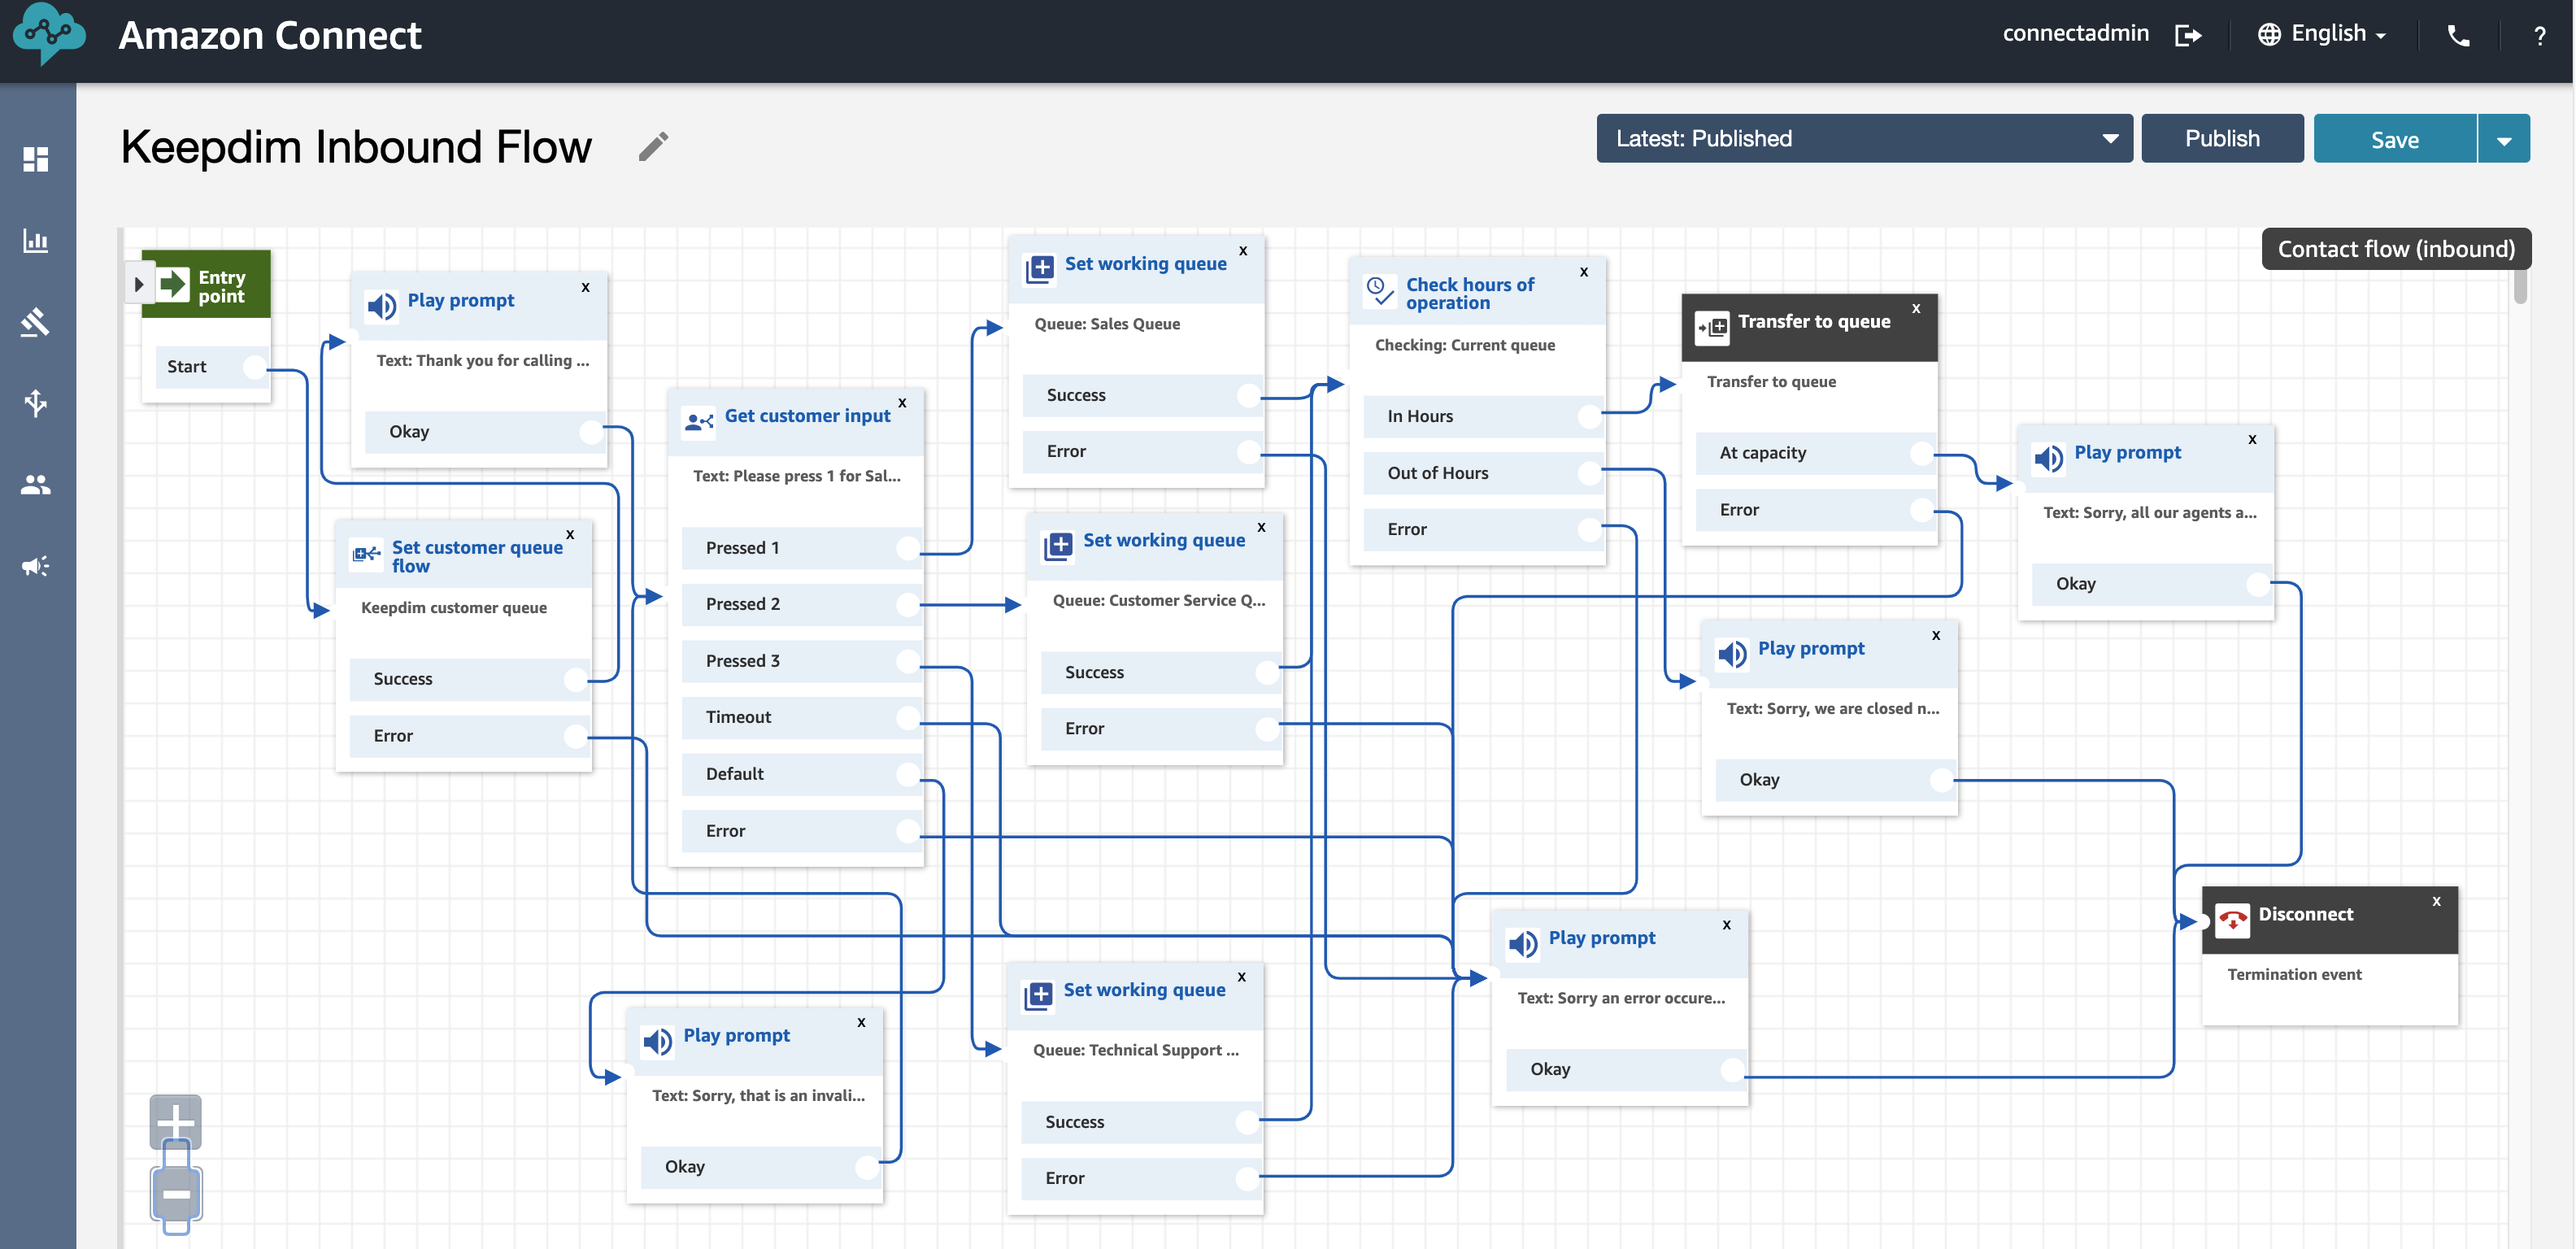 Amazon Connect
connectadmin
English
?
Keepdim Inbound Flow
Latest: Published
Publish
Save
Contact flow (inbound)
Entry
point
Start
Play prompt
x
Text: Thank you for calling ...
Okay
Set customer queue
flow
x
Keepdim customer queue
Success
Error
Get customer input
x
Text: Please press 1 for Sal...
Pressed 1
Pressed 2
Pressed 3
Timeout
Default
Error
Play prompt
x
Text: Sorry, that is an invali...
Okay
Set working queue
x
Queue: Sales Queue
Success
Error
Set working queue
x
Queue: Customer Service Q...
Success
Error
Set working queue
x
Queue: Technical Support ...
Success
Error
Check hours of
operation
x
Checking: Current queue
In Hours
Out of Hours
Error
Transfer to queue
x
Transfer to queue
At capacity
Error
Play prompt
x
Text: Sorry, all our agents a...
Okay
Play prompt
x
Text: Sorry, we are closed n...
Okay
Play prompt
x
Text: Sorry an error occure...
Okay
Disconnect
x
Termination event